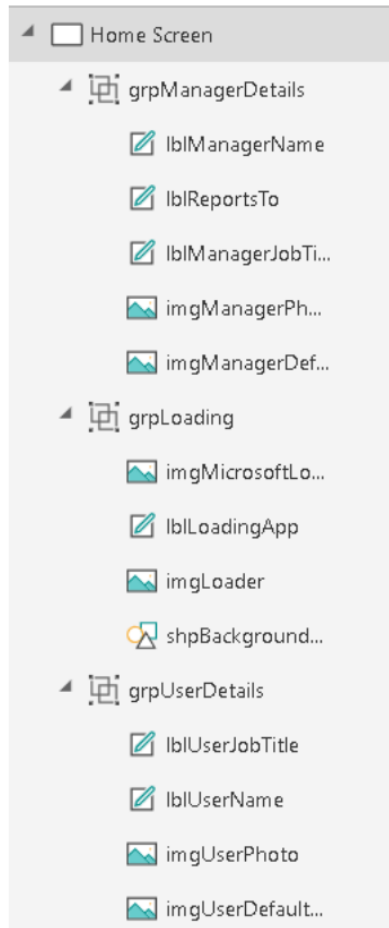 Home Screen
grpManagerDetails
lblManagerName
lblReportsTo
lblManagerJobTi...
imgManagerPh...
imgManagerDef...
grpLoading
imgMicrosoftLo...
lblLoadingApp
imgLoader
shpBackground...
grpUserDetails
lblUserJobTitle
lblUserName
imgUserPhoto
imgUserDefault...